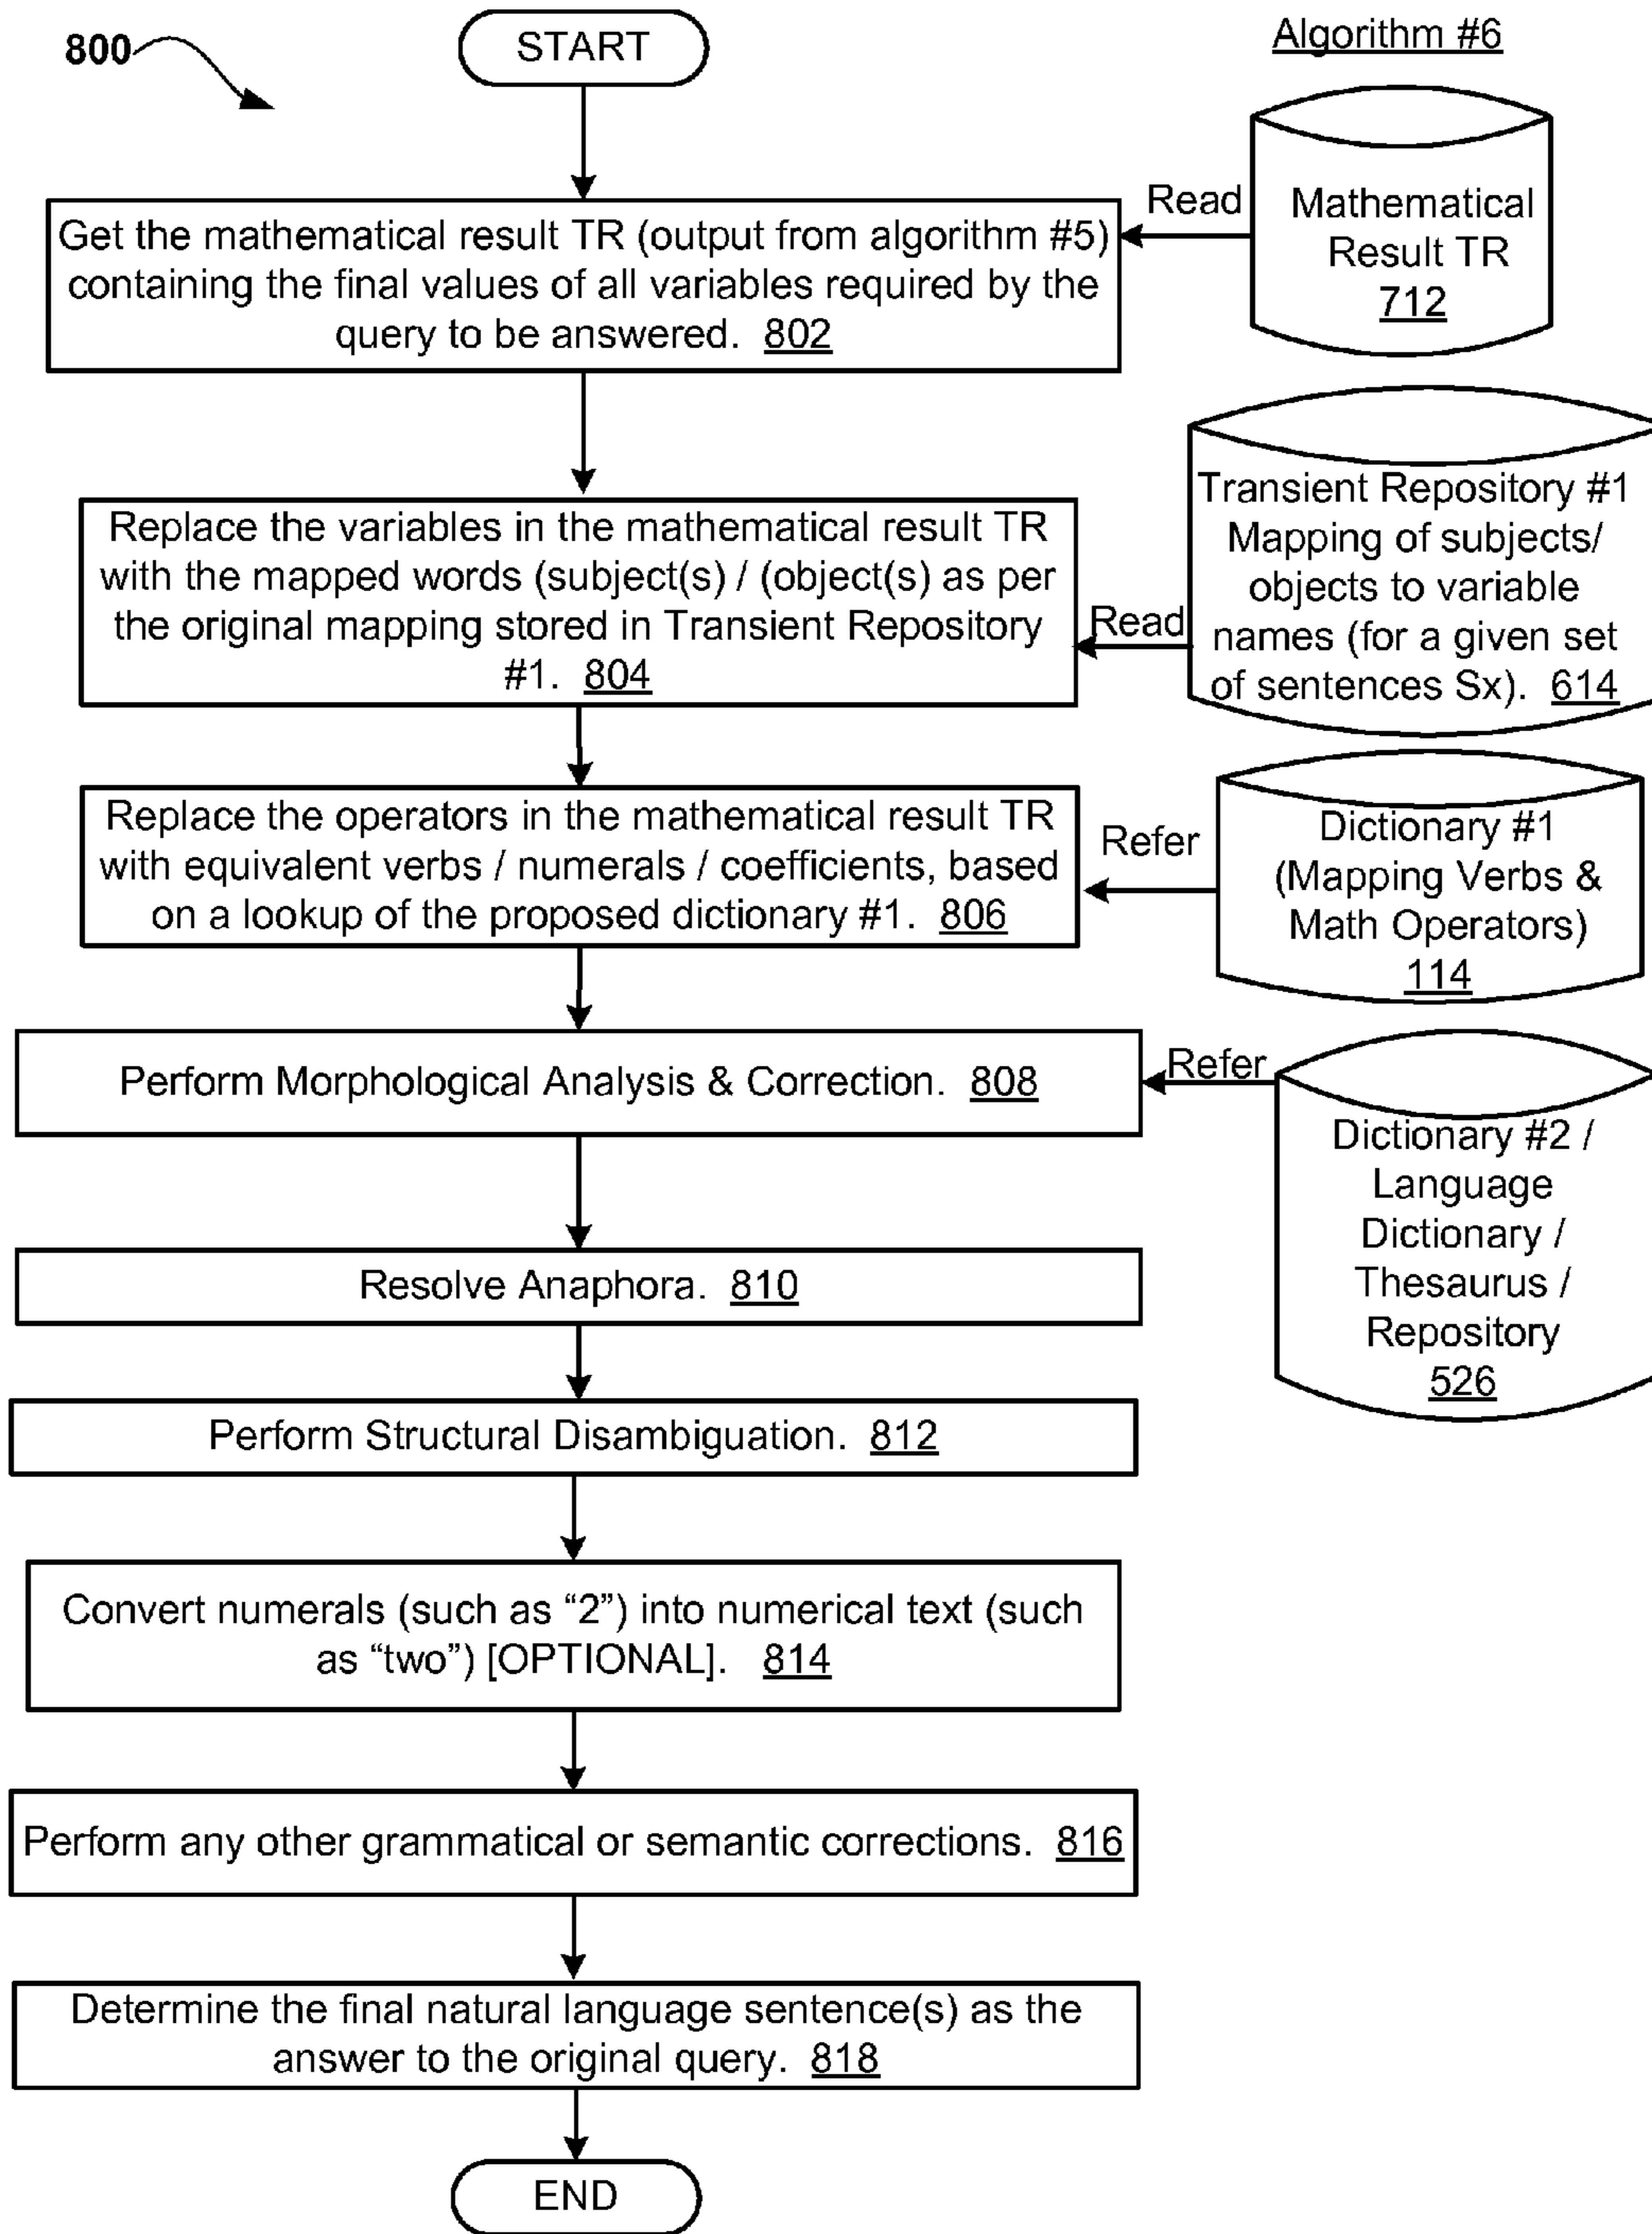 800
START
Algorithm #6
Get the mathematical result TR (output from algorithm #5)
containing the final values of all variables required by the
query to be answered. 802
Read
Mathematical
Result TR
712
Replace the variables in the mathematical result TR
with the mapped words (subject(s) / (object(s) as per
the original mapping stored in Transient Repository
#1. 804
Read
Transient Repository #1
Mapping of subjects/
objects to variable
names (for a given set
of sentences Sx). 614
Replace the operators in the mathematical result TR
with equivalent verbs / numerals / coefficients, based
on a lookup of the proposed dictionary #1. 806
Refer
Dictionary #1
(Mapping Verbs &
Math Operators)
114
Perform Morphological Analysis & Correction. 808
Refer
Dictionary #2 /
Language
Dictionary /
Thesaurus /
Repository
526
Resolve Anaphora. 810
Perform Structural Disambiguation. 812
Convert numerals (such as “2”) into numerical text (such
as “two”) [OPTIONAL]. 814
Perform any other grammatical or semantic corrections. 816
Determine the final natural language sentence(s) as the
answer to the original query. 818
END